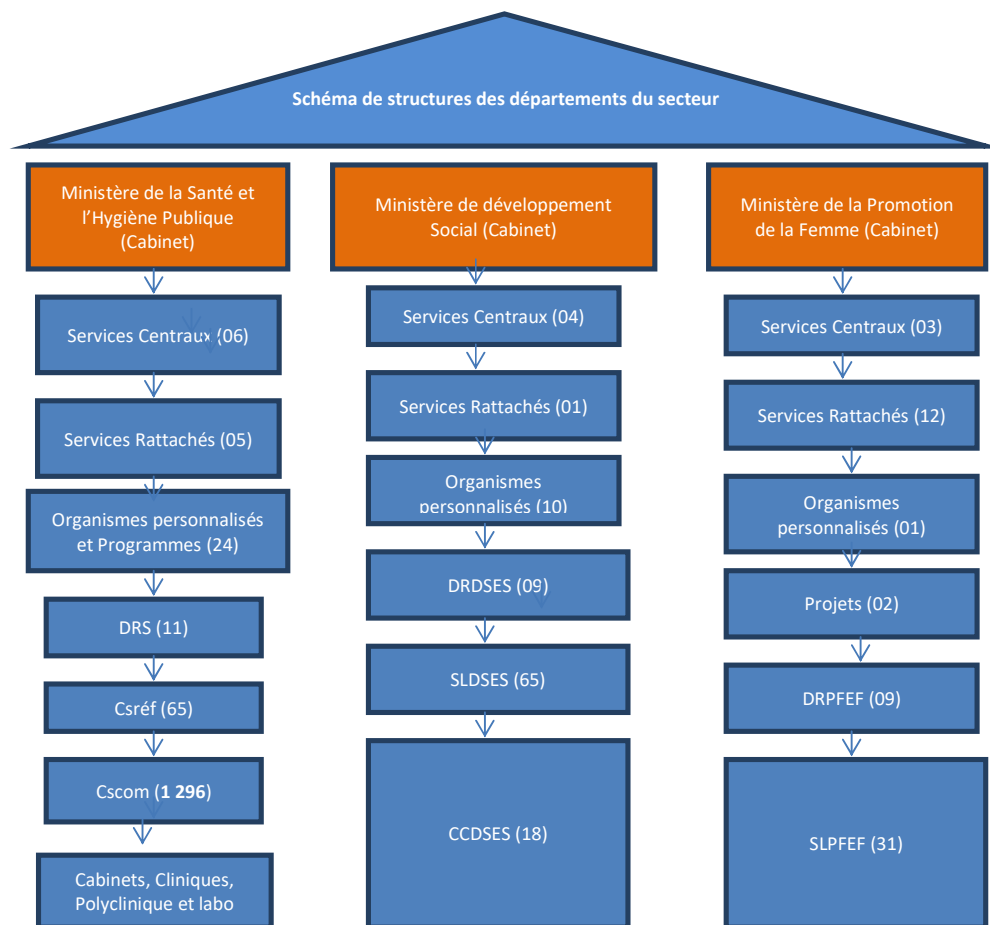 Schéma de structures des départements du secteur
Ministère de la Santé et
l'Hygiène Publique
(Cabinet)
Services Centraux (06)
Services Rattachés (05)
Organismes personnalisés
et Programmes (24)
DRS (11)
Csréf (65)
Cscom (1 296)
Cabinets, Cliniques,
Polyclinique et labo
Ministère de développement
Social (Cabinet)
Services Centraux (04)
Services Rattachés (01)
Organismes
personnalisés (10)
DRDSES (09)
SLDSES (65)
CCDSES (18)
Ministère de la Promotion
de la Femme (Cabinet)
Services Centraux (03)
Services Rattachés (12)
Organismes
personnalisés (01)
Projets (02)
DRPFEF (09)
SLPFEF (31)